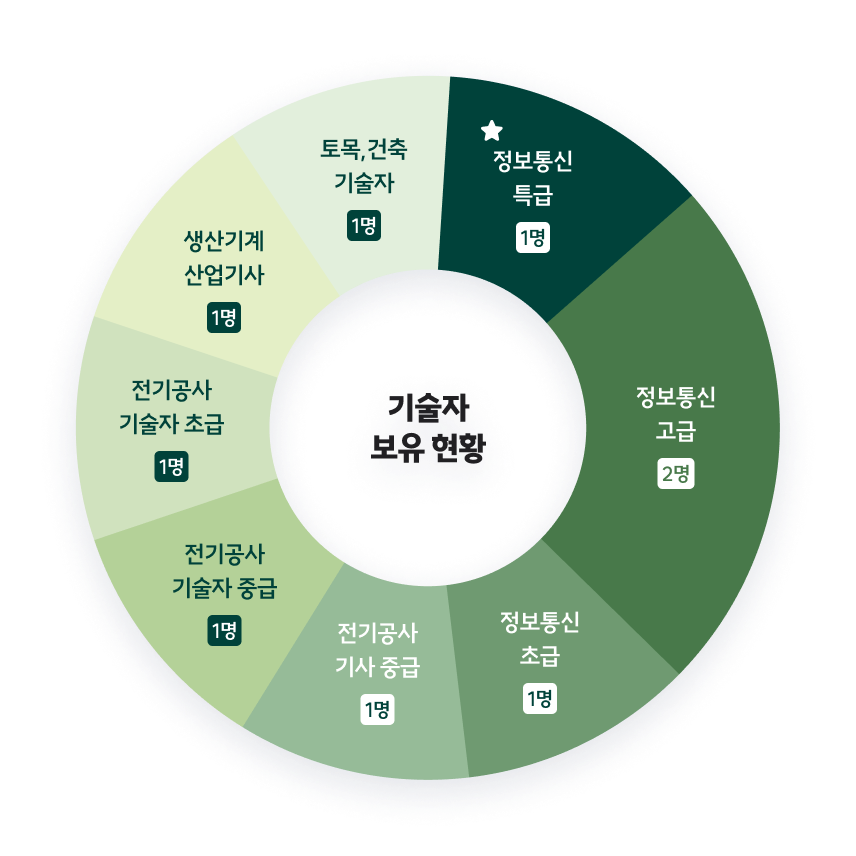 기술자
보유 현황
정보통신
특급
1명
정보통신
고급
2명
정보통신
초급
1명
전기공사
기사 중급
1명
전기공사
기술자 중급
1명
전기공사
기술자 초급
1명
생산기계
산업기사
1명
토목,건축
기술자
1명